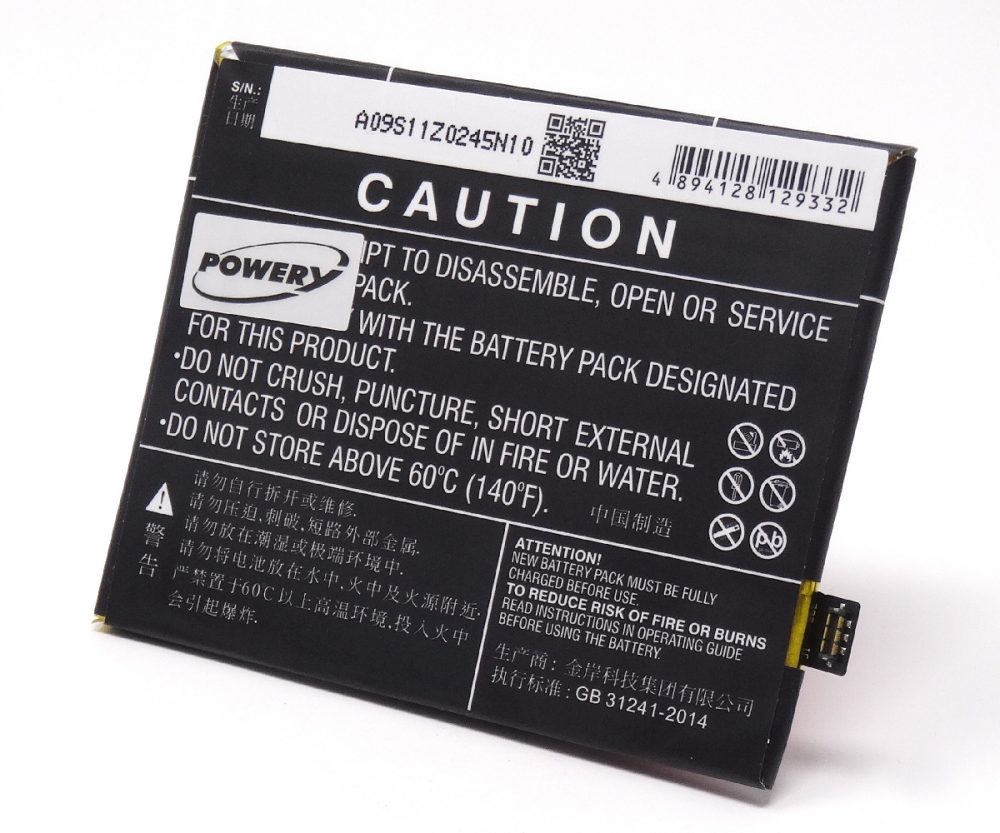 S/N.:
生产
日期
A09S11Z0245N10
4 894128 129332
CAUTION
POWERY
IPT TO DISASSEMBLE, OPEN OR SERVICE
PACK.
WITH THE BATTERY PACK DESIGNATED
FOR THIS PRODUCT.
•DO NOT CRUSH, PUNCTURE, SHORT EXTERNAL
CONTACTS OR DISPOSE OF IN FIRE OR WATER.
•DO NOT STORE ABOVE 60°C (140°F).
中国制造
Pb
警告
请勿自行拆开或维修.
请勿压迫,刺破,短路外部金属.
请勿放在潮湿或极端环境中.
请勿将电池放在水中,火中及火源附近.
严禁置于60C以上高温环境,投入火中
会引起爆炸.
ATTENTION!
NEW BATTERY PACK MUST BE FULLY
CHARGED BEFORE USE.
TO REDUCE RISK OF FIRE OR BURNS
READ INSTRUCTIONS IN OPERATING GUIDE
BEFORE USING THE BATTERY.
生产商: 金岸科技集团有限公司
执行标准: GB 31241-2014